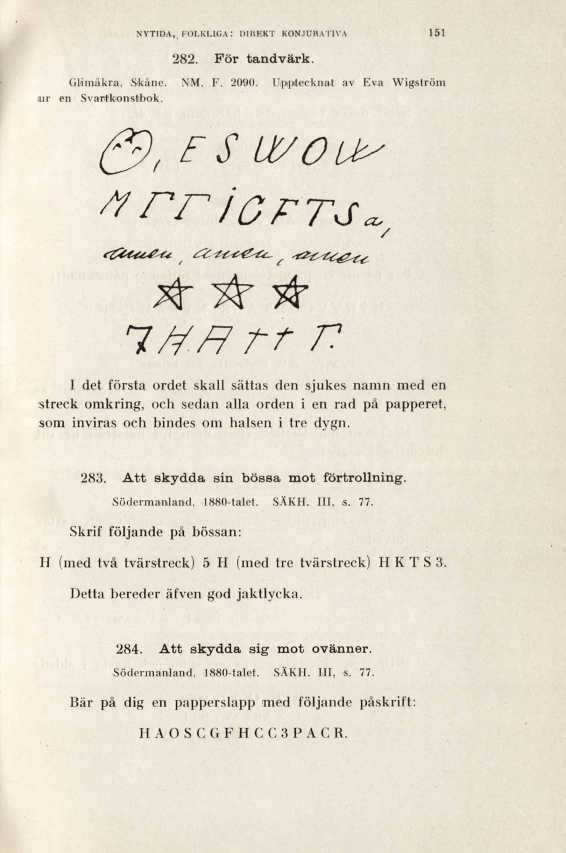 NYTIDA, FOLKLIGA: DIREKT KONJURATIVA 151
282. För tandvärk.
Glimåkra, Skåne. NM. F. 2090. Upptecknat av Eva Wigström
ur en Svartkonstbok.
, E S W O W
M T T I C F T S a,
amen, amen, amen
7 H A † † T.
I det första ordet skall sättas den sjukes namn med en
streck omkring, och sedan alla orden i en rad på papperet,
som inviras och bindes om halsen i tre dygn.
283. Att skydda sin bössa mot förtrollning.
Södermanland, 1880-talet. SÄKH. III, s. 77.
Skrif följande på bössan:
H (med två tvärstreck) 5 H (med tre tvärstreck) H K T S 3.
Detta bereder äfven god jaktlycka.
284. Att skydda sig mot ovänner.
Södermanland, 1880-talet. SÄKH. III, s. 77.
Bär på dig en papperslapp med följande påskrift:
H A O S C G F H C C 3 P A C R.